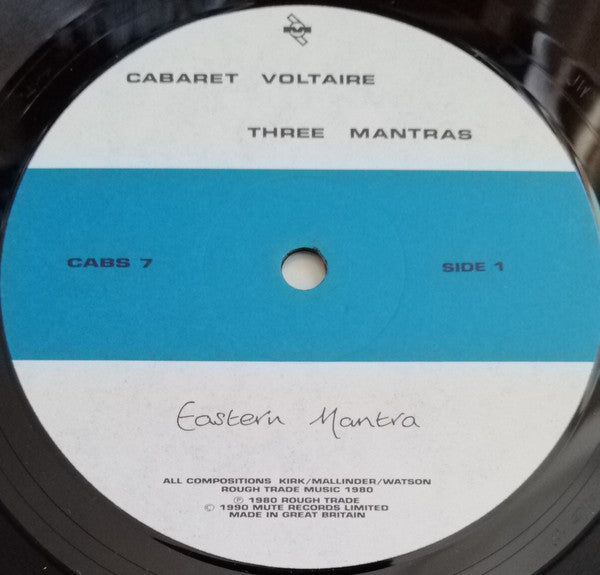 CABARET VOLTAIRE
THREE MANTRAS
CABS 7
SIDE 1
Eastern Mantra
ALL COMPOSITIONS KIRK/MALLINDER/WATSON
ROUGH TRADE MUSIC 1980
℗ 1980 ROUGH TRADE
© 1990 MUTE RECORDS LIMITED
MADE IN GREAT BRITAIN